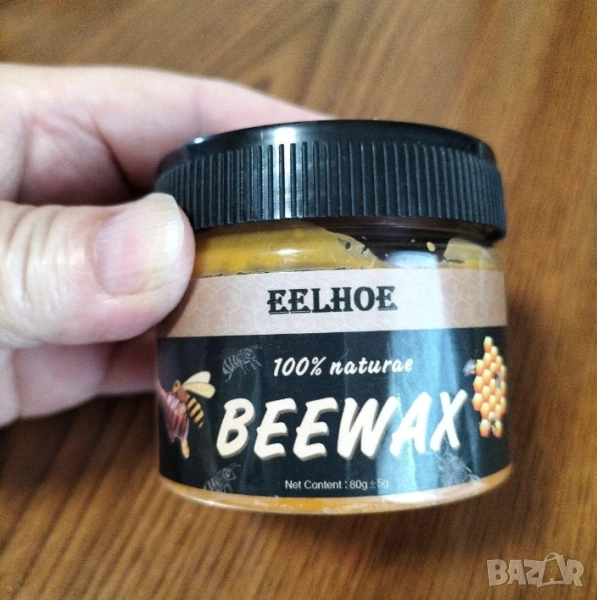 EELHOE
100% naturae
BEEWAX
Net Content : 80g ± 5g
BAZAR